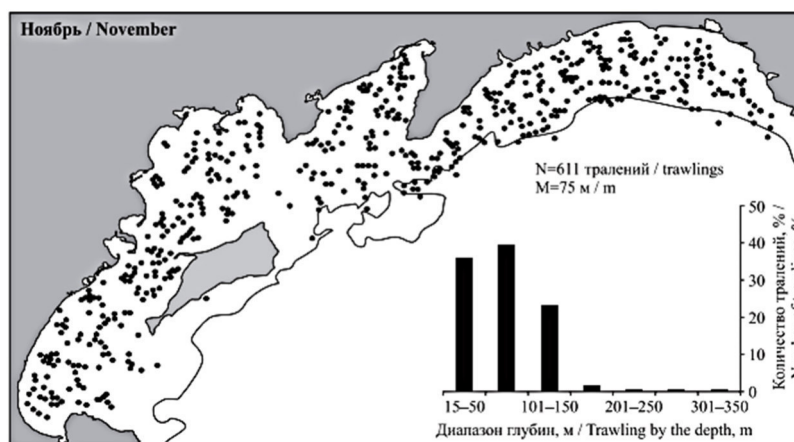 Ноябрь / November
N=611 тралений / trawlings
M=75 м / m
50
40
30
20
10
0
Количество тралений, % /
15–50
101–150
201–250
301–350
Диапазон глубин, м / Trawling by the depth, m